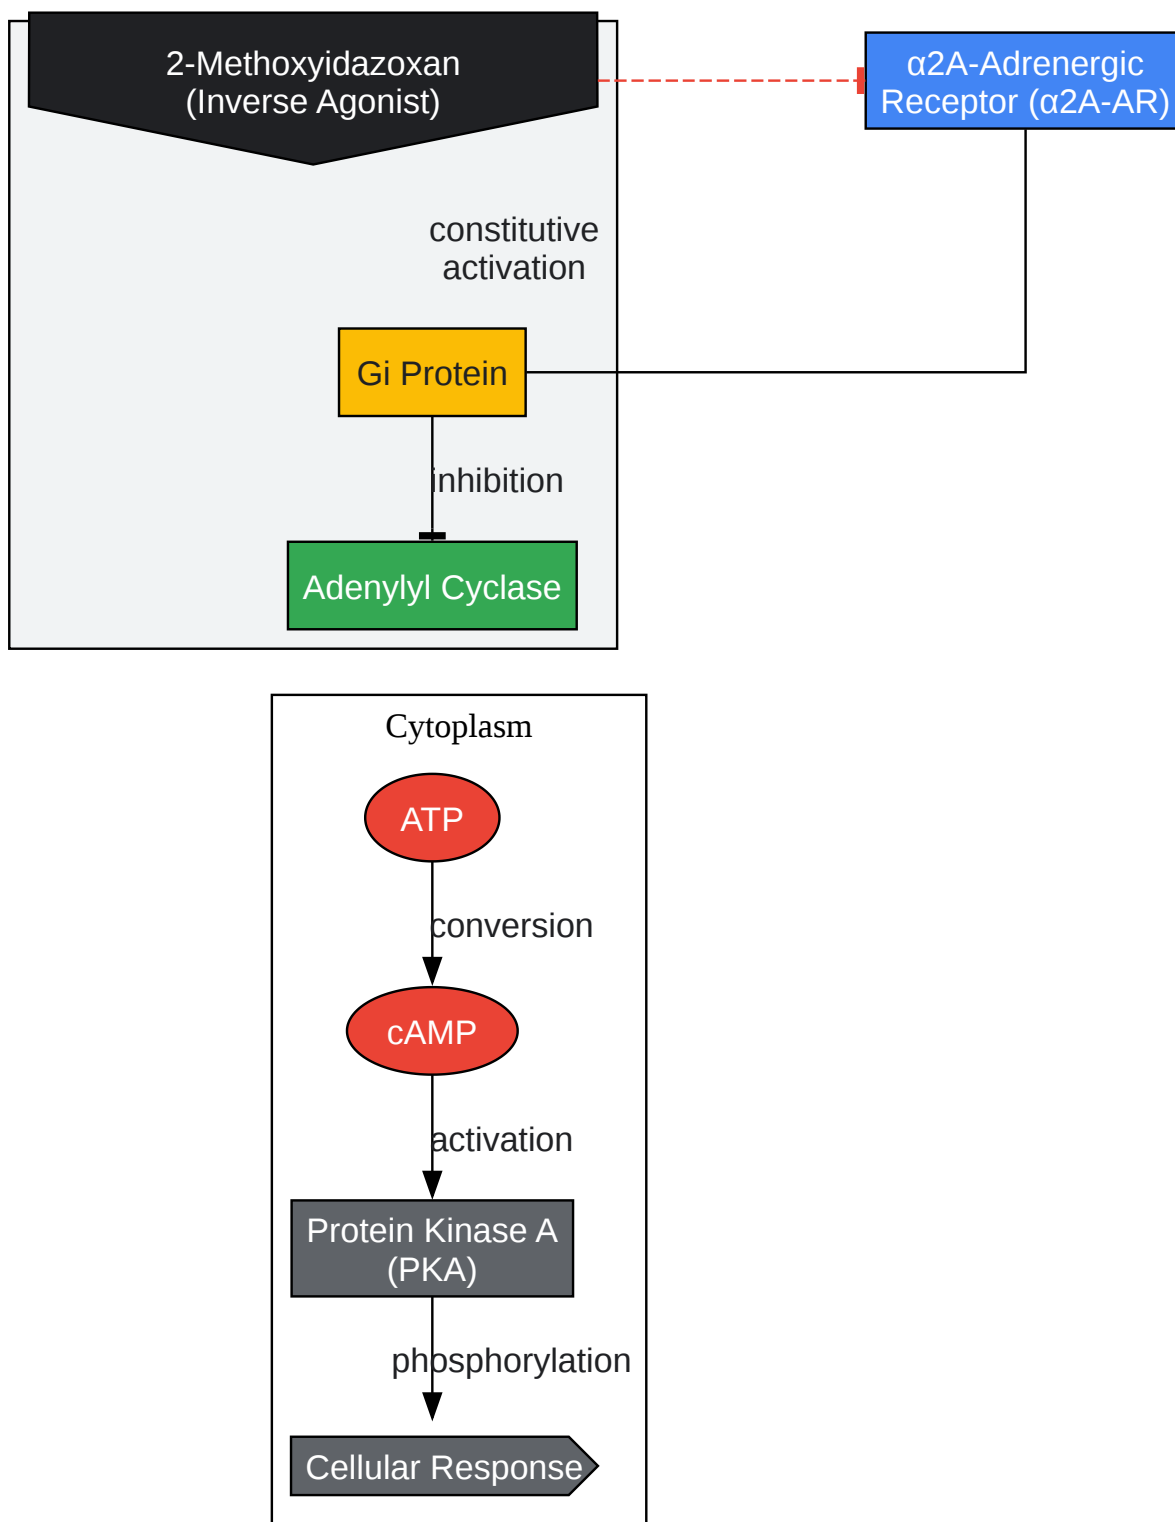 2-Methoxyidazoxan
(Inverse Agonist)
α2A-Adrenergic
Receptor (α2A-AR)
constitutive
activation
Gi Protein
inhibition
Adenylyl Cyclase
Cytoplasm
ATP
conversion
cAMP
activation
Protein Kinase A
(PKA)
phosphorylation
Cellular Response